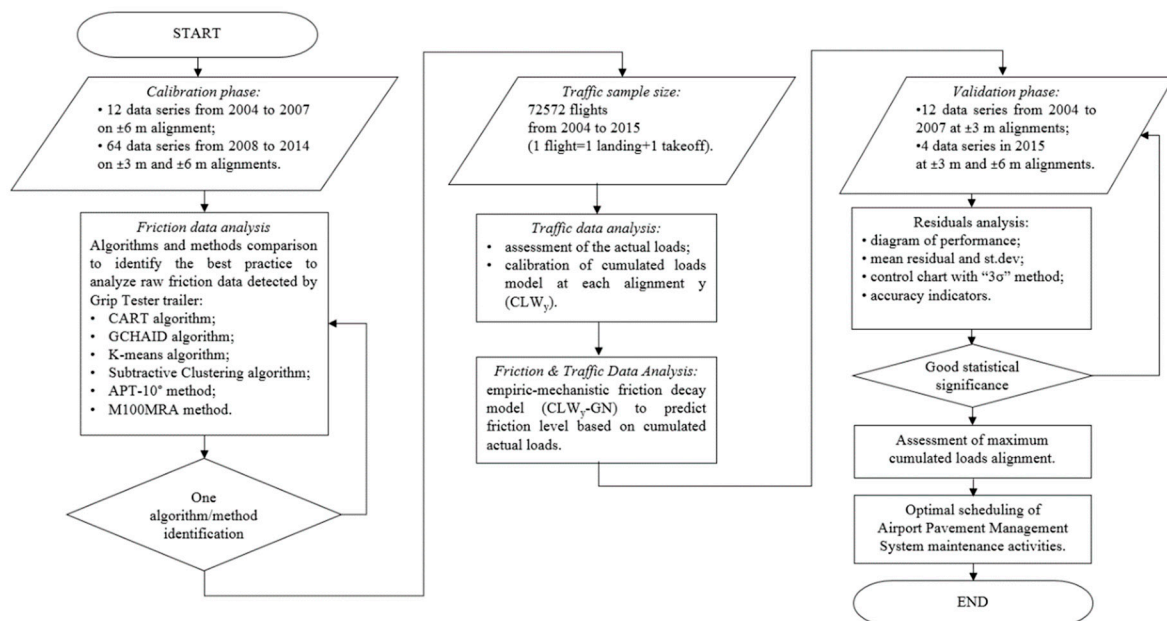 START
Calibration phase:
• 12 data series from 2004 to 2007
on ±6 m alignment;
• 64 data series from 2008 to 2014
on ±3 m and ±6 m alignments.
Friction data analysis
Algorithms and methods comparison
to identify the best practice to
analyze raw friction data detected by
Grip Tester trailer:
• CART algorithm;
• GCHAID algorithm;
• K-means algorithm;
• Subtractive Clustering algorithm;
• APT-10° method;
• M100MRA method.
One
algorithm/method
identification
Traffic sample size:
72572 flights
from 2004 to 2015
(1 flight=1 landing+1 takeoff).
Traffic data analysis:
• assessment of the actual loads;
• calibration of cumulated loads
model at each alignment y
(CLWy).
Friction & Traffic Data Analysis:
empiric-mechanistic friction decay
model (CLWy-GN) to predict
friction level based on cumulated
actual loads.
Validation phase:
• 12 data series from 2004 to
2007 at ±3 m alignments;
• 4 data series in 2015
at ±3 m and ±6 m alignments.
Residuals analysis:
• diagram of performance;
• mean residual and st.dev;
• control chart with “3σ” method;
• accuracy indicators.
Good statistical
significance
Assessment of maximum
cumulated loads alignment.
Optimal scheduling of
Airport Pavement Management
System maintenance activities.
END